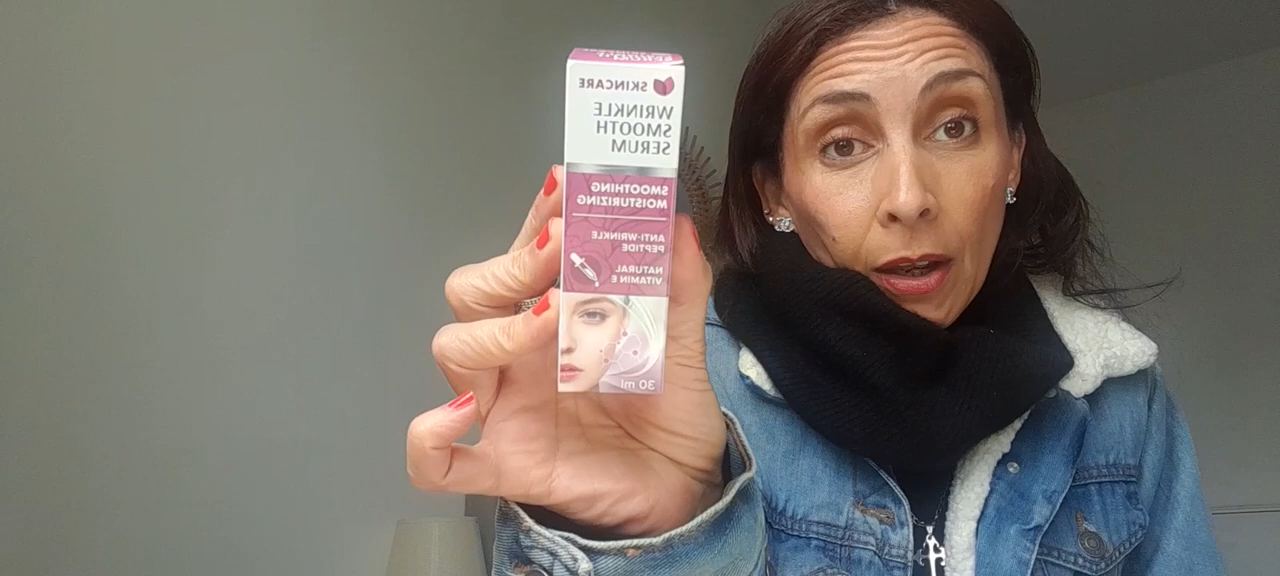 SKINCARE
WRINKLE
SMOOTH
SERUM
SMOOTHING
MOISTURIZING
ANTI-WRINKLE
PEPTIDE
NATURAL
VITAMIN E
30 ml